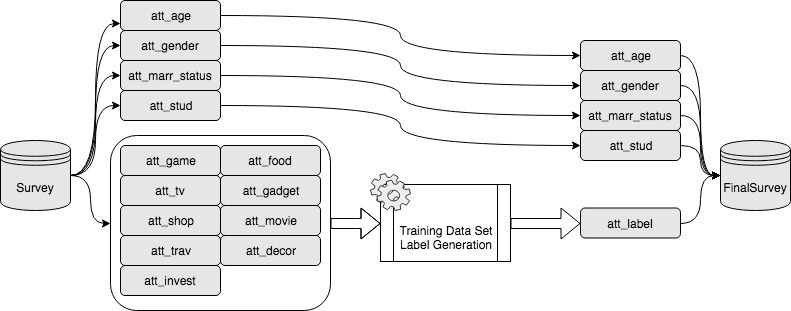 att_age
att_gender
att_marr_status
att_stud
Survey
att_game
att_food
att_tv
att_gadget
att_shop
att_movie
att_trav
att_decor
att_invest
Training Data Set
Label Generation
att_age
att_gender
att_marr_status
att_stud
att_label
FinalSurvey